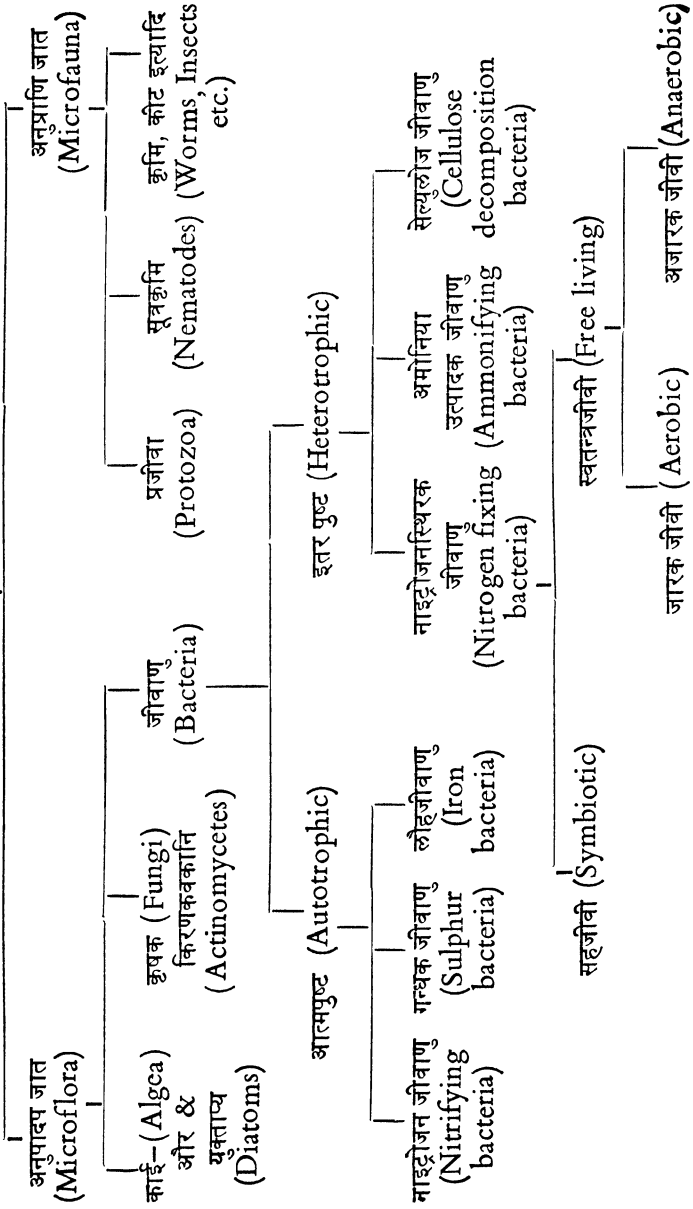 अनुपादप जात
(Microflora)
अनुप्राणि जात
(Microfauna)
काई–(Algea)
और &
युक्ताप्य
(Diatoms)
कृषक (Fungi)
किरणकवकानि
(Actinomycetes)
जीवाणु
(Bacteria)
प्रजीवा
(Protozoa)
सूत्रकृमि
(Nematodes)
कृमि, कीट इत्यादि
(Worms, Insects
etc.)
आत्मपुष्ट (Autotrophic)
इतर पुष्ट (Heterotrophic)
नाइट्रोजन जीवाणु
(Nitrifying
bacteria)
गन्धक जीवाणु
(Sulphur
bacteria)
लौहजीवाणु
(Iron
bacteria)
नाइट्रोजनस्थिरक
जीवाणु
(Nitrogen fixing
bacteria)
अमोनिया
उत्पादक जीवाणु
(Ammonifying
bacteria)
सेल्युलोज जीवाणु
(Cellulose
decomposition
bacteria)
सहजीवी (Symbiotic)
स्वतन्त्रजीवी (Free living)
जारक जीवी (Aerobic)
अजारक जीवी (Anaerobic)